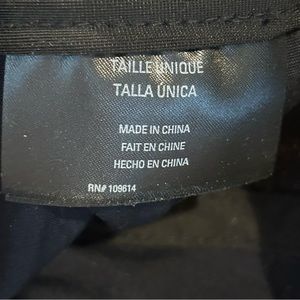 TAILLE UNIQUE
TALLA ÚNICA
MADE IN CHINA
FAIT EN CHINE
HECHO EN CHINA
RN# 109614